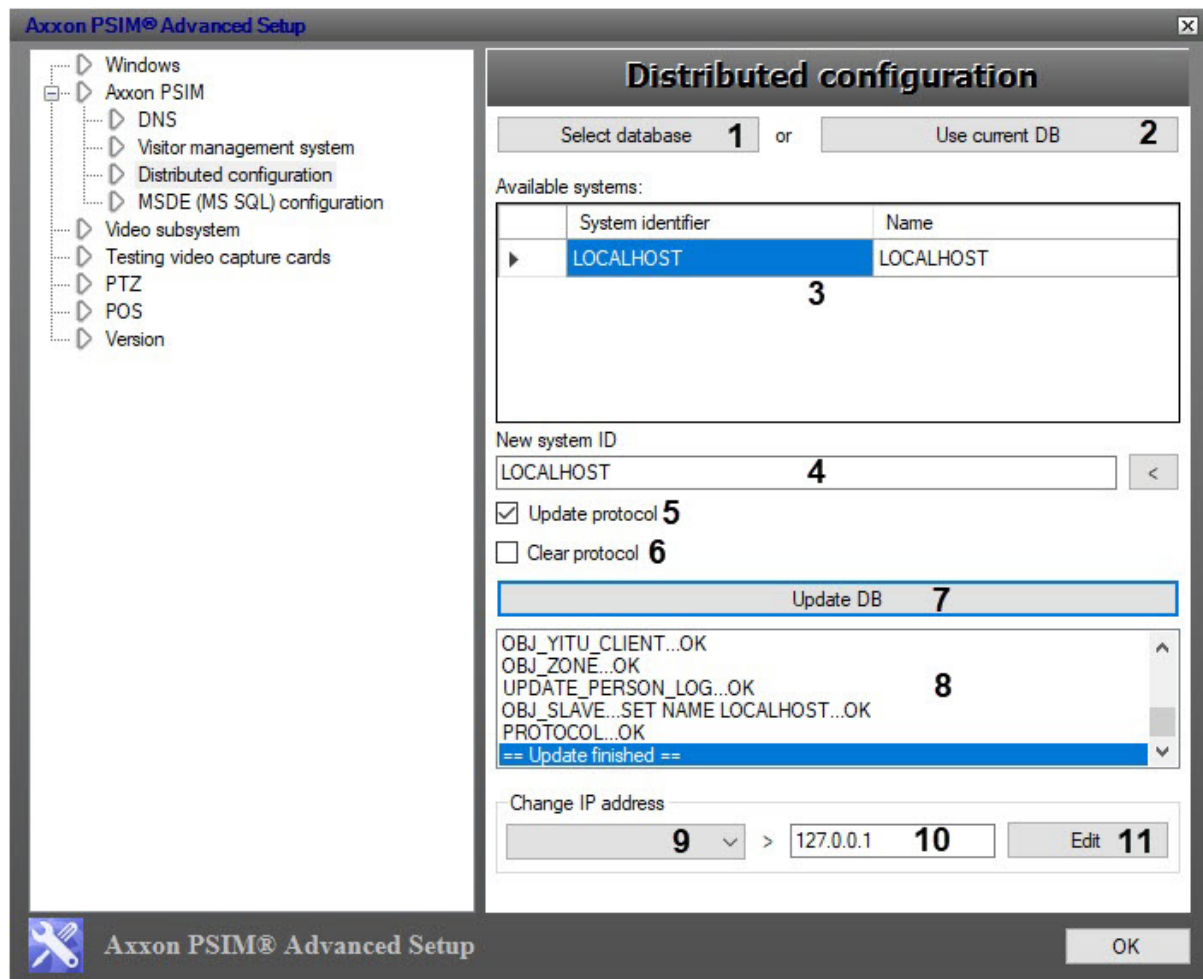 Axxon PSIM® Advanced Setup
Windows
Axxon PSIM
DNS
Visitor management system
Distributed configuration
MSDE (MS SQL) configuration
Video subsystem
Testing video capture cards
PTZ
POS
Version
Distributed configuration
Select database 1 or Use current DB 2
Available systems:
System identifier Name
LOCALHOST LOCALHOST
3
New system ID
LOCALHOST 4 <
Update protocol 5
Clear protocol 6
Update DB 7
OBJ_YITU_CLIENT...OK
OBJ_ZONE...OK
UPDATE_PERSON_LOG...OK
8
OBJ_SLAVE...SET NAME LOCALHOST...OK
PROTOCOL...OK
== Update finished ==
Change IP address
9 > 127.0.0.1 10 Edit 11
Axxon PSIM® Advanced Setup
OK